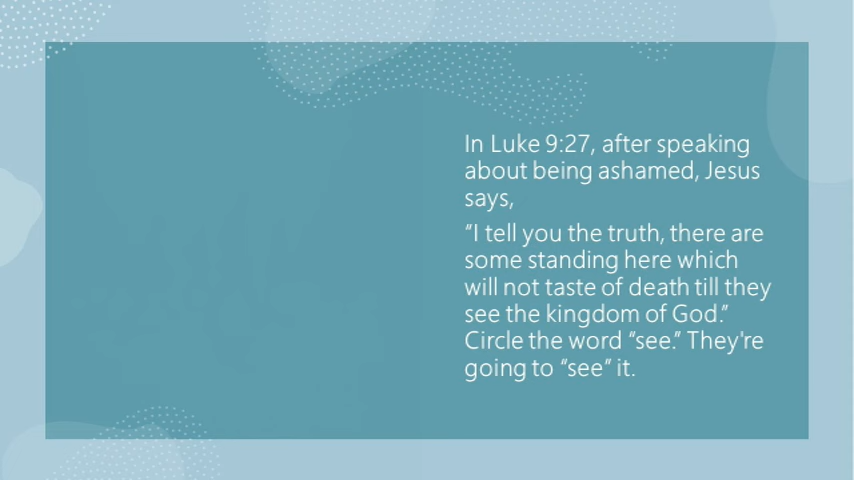 In Luke 9:27, after speaking
about being ashamed, Jesus
says,
“I tell you the truth, there are
some standing here which
will not taste of death till they
see the kingdom of God.”
Circle the word “see.” They're
going to “see” it.